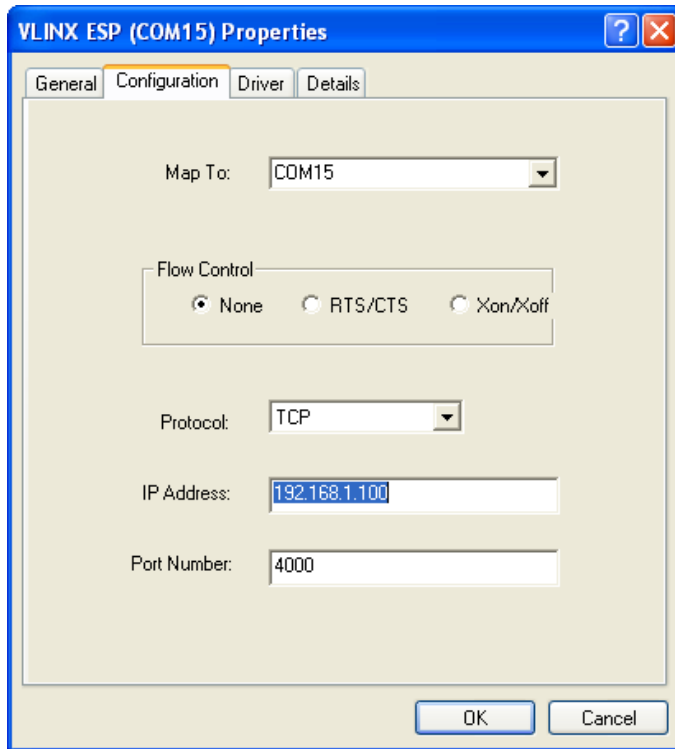 VLINX ESP (COM15) Properties
General Configuration Driver Details
Map To: COM15
Flow Control
None RTS/CTS Xon/Xoff
Protocol: TCP
IP Address: 192.168.1.100
Port Number: 4000
OK Cancel